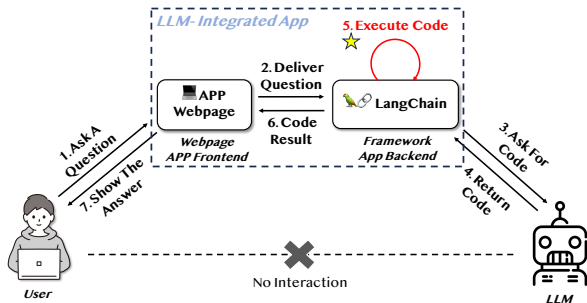 LLM- Integrated App
5. Execute Code
APP
Webpage
2. Deliver
Question
LangChain
6. Code
Result
Webpage
APP Frontend
Framework
App Backend
1. Ask A
Question
7. Show The
Answer
3. Ask For
Code
4. Return
Code
No Interaction
User
LLM